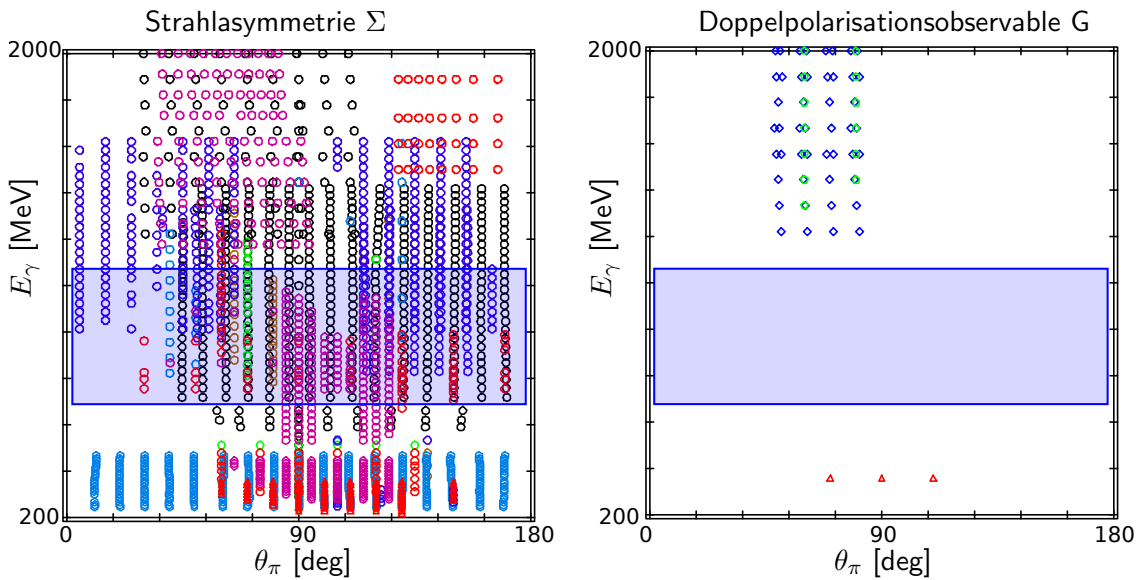 Strahlasymmetrie Σ
2000
E_γ [MeV]
200
0
90
180
θ_π [deg]
Doppelpolarisationsobservable G
2000
E_γ [MeV]
200
0
90
180
θ_π [deg]